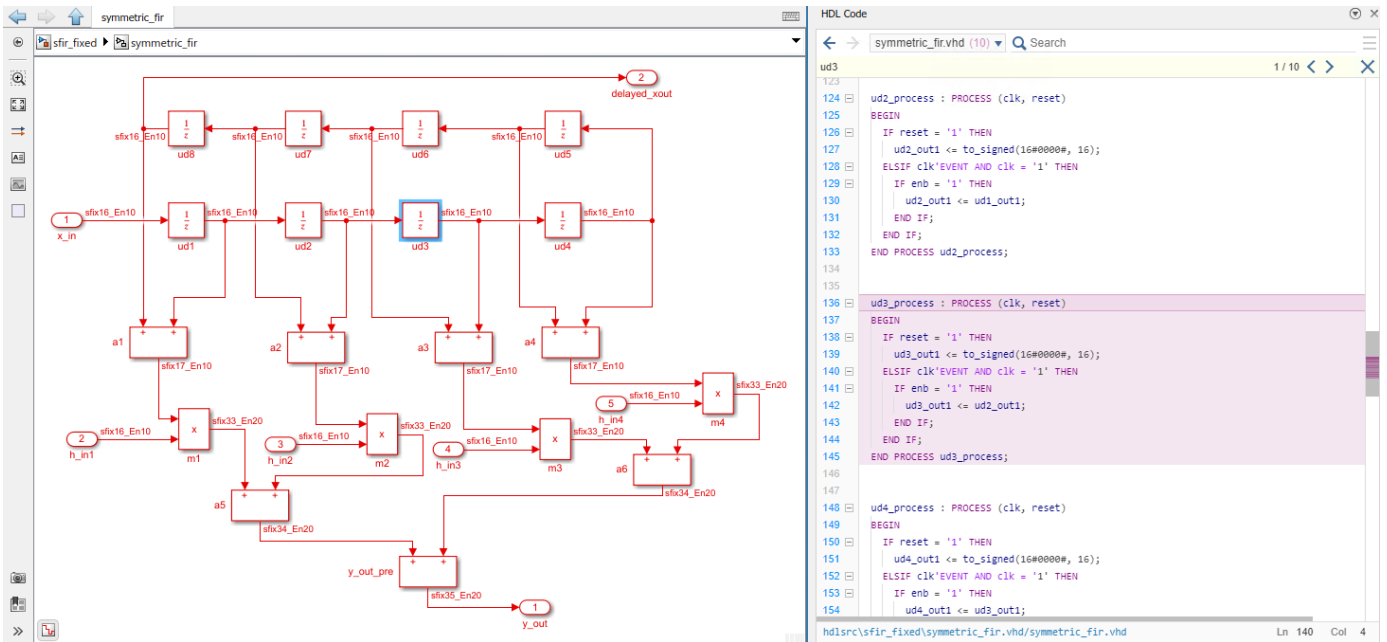 symmetric_fir
sfir_fixed ▶ symmetric_fir
2
delayed_xout
1/z 1/z 1/z 1/z
sfix16_En10 sfix16_En10 sfix16_En10 sfix16_En10
ud8 ud7 ud6 ud5
sfix16_En10 sfix16_En10 sfix16_En10 sfix16_En10 sfix16_En10
1 1/z 1/z 1/z 1/z
x_in ud1 ud2 ud3 ud4
+ + + + + + + +
a1 a2 a3 a4
sfix17_En10 sfix17_En10 sfix17_En10 sfix17_En10
sfix16_En10 x sfix33_En20
5
h_in4 m4
sfix16_En10 x sfix33_En20
2
h_in1 m1
sfix16_En10 x sfix33_En20
3
h_in2 m2
sfix16_En10 x sfix33_En20
4
h_in3 m3
a6 + +
sfix34_En20
a5 + +
sfix34_En20
y_out_pre + +
sfix35_En20
1
y_out
HDL Code
symmetric_fir.vhd (10) ▼ Search
ud3 1 / 10
123
124 ud2_process : PROCESS (clk, reset)
125 BEGIN
126 IF reset = '1' THEN
127 ud2_out1 <= to_signed(16#0000#, 16);
128 ELSIF clk'EVENT AND clk = '1' THEN
129 IF enb = '1' THEN
130 ud2_out1 <= ud1_out1;
131 END IF;
132 END IF;
133 END PROCESS ud2_process;
134
135
136 ud3_process : PROCESS (clk, reset)
137 BEGIN
138 IF reset = '1' THEN
139 ud3_out1 <= to_signed(16#0000#, 16);
140 ELSIF clk'EVENT AND clk = '1' THEN
141 IF enb = '1' THEN
142 ud3_out1 <= ud2_out1;
143 END IF;
144 END IF;
145 END PROCESS ud3_process;
146
147
148 ud4_process : PROCESS (clk, reset)
149 BEGIN
150 IF reset = '1' THEN
151 ud4_out1 <= to_signed(16#0000#, 16);
152 ELSIF clk'EVENT AND clk = '1' THEN
153 IF enb = '1' THEN
154 ud4_out1 <= ud3_out1;
hdlsrc\sfir_fixed\symmetric_fir.vhd/symmetric_fir.vhd Ln 140 Col 4